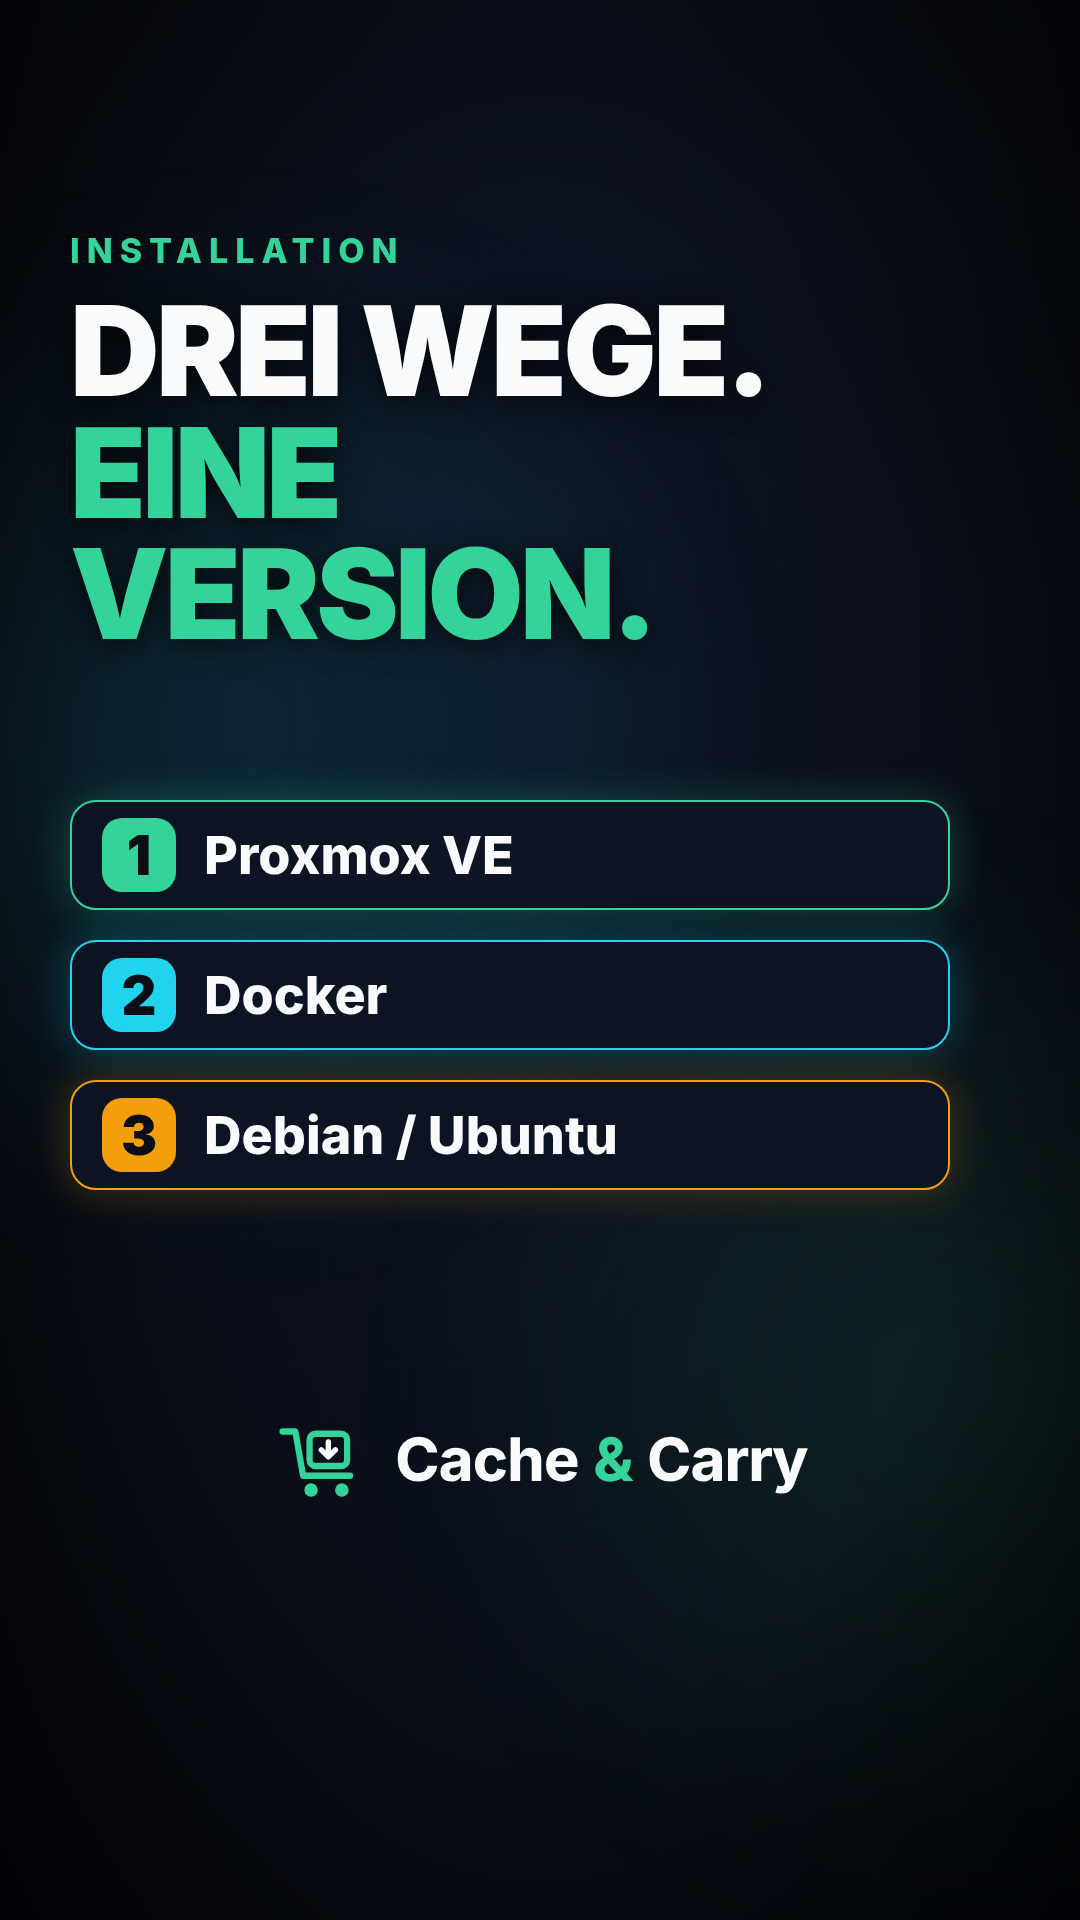 INSTALLATION
DREI WEGE.
EINE
VERSION.
1 Proxmox VE
2 Docker
3 Debian / Ubuntu
Cache & Carry